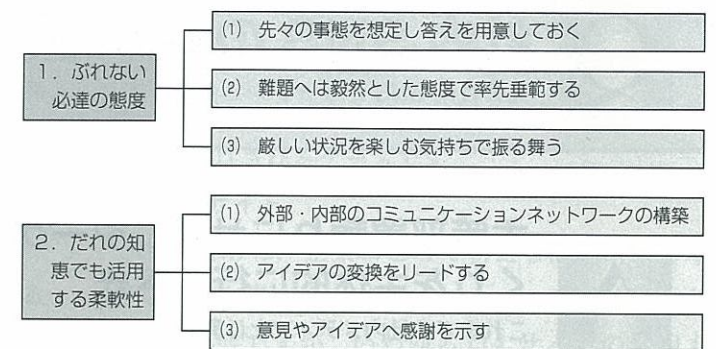 1．ぶれない
必達の態度
(1) 先々の事態を想定し答えを用意しておく
(2) 難題へは毅然とした態度で率先垂範する
(3) 厳しい状況を楽しむ気持ちで振る舞う
2．だれの知
恵でも活用
する柔軟性
(1) 外部・内部のコミュニケーションネットワークの構築
(2) アイデアの変換をリードする
(3) 意見やアイデアへ感謝を示す